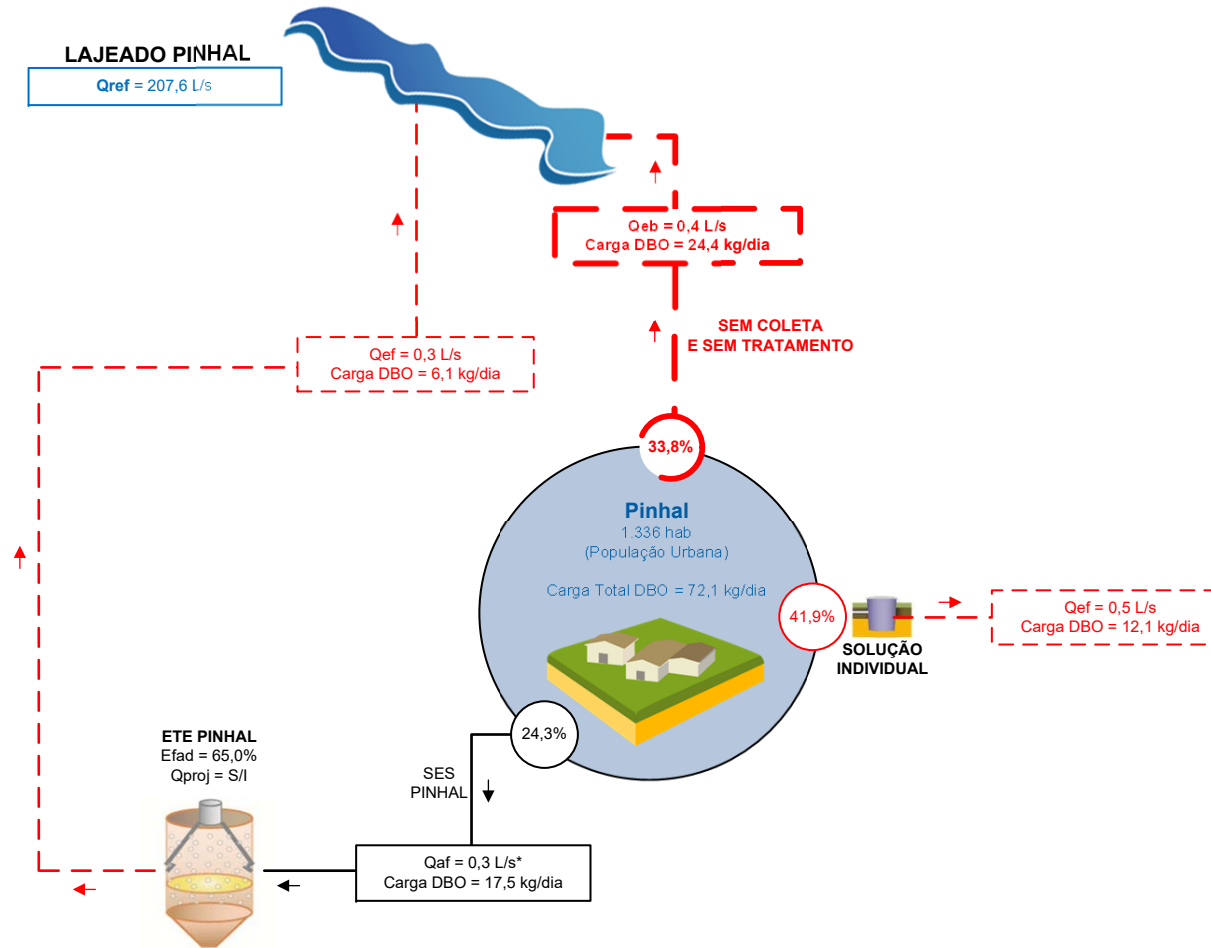 LAJEADO PINHAL
Qref = 207,6 L/s
Qeb = 0,4 L/s
Carga DBO = 24,4 kg/dia
SEM COLETA
E SEM TRATAMENTO
Qef = 0,3 L/s
Carga DBO = 6,1 kg/dia
33,8%
Pinhal
1.336 hab
(População Urbana)
Carga Total DBO = 72,1 kg/dia
41,9%
SOLUÇÃO
INDIVIDUAL
Qef = 0,5 L/s
Carga DBO = 12,1 kg/dia
24,3%
ETE PINHAL
Efad = 65,0%
Qproj = S/I
SES
PINHAL
Qaf = 0,3 L/s*
Carga DBO = 17,5 kg/dia